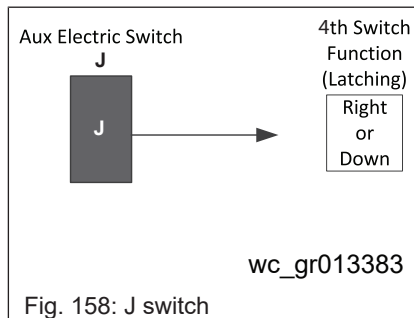 Aux Electric Switch
J
J
4th Switch
Function
(Latching)
Right
or
Down
wc_gr013383
Fig. 158: J switch